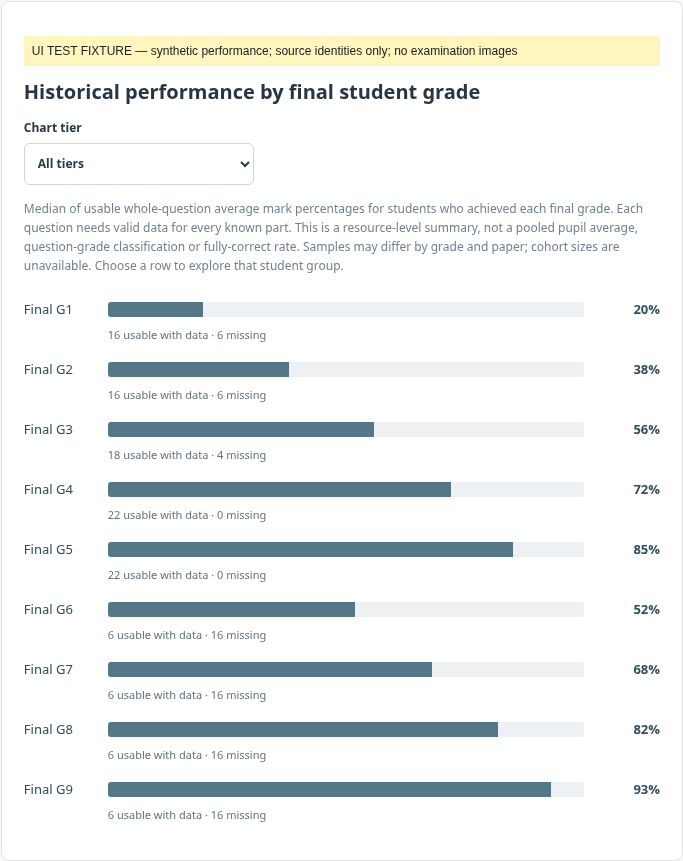 UI TEST FIXTURE — synthetic performance; source identities only; no examination images
Historical performance by final student grade
Chart tier
All tiers
Median of usable whole-question average mark percentages for students who achieved each final grade. Each
question needs valid data for every known part. This is a resource-level summary, not a pooled pupil average,
question-grade classification or fully-correct rate. Samples may differ by grade and paper; cohort sizes are
unavailable. Choose a row to explore that student group.
Final G1 20%
16 usable with data · 6 missing
Final G2 38%
16 usable with data · 6 missing
Final G3 56%
18 usable with data · 4 missing
Final G4 72%
22 usable with data · 0 missing
Final G5 85%
22 usable with data · 0 missing
Final G6 52%
6 usable with data · 16 missing
Final G7 68%
6 usable with data · 16 missing
Final G8 82%
6 usable with data · 16 missing
Final G9 93%
6 usable with data · 16 missing